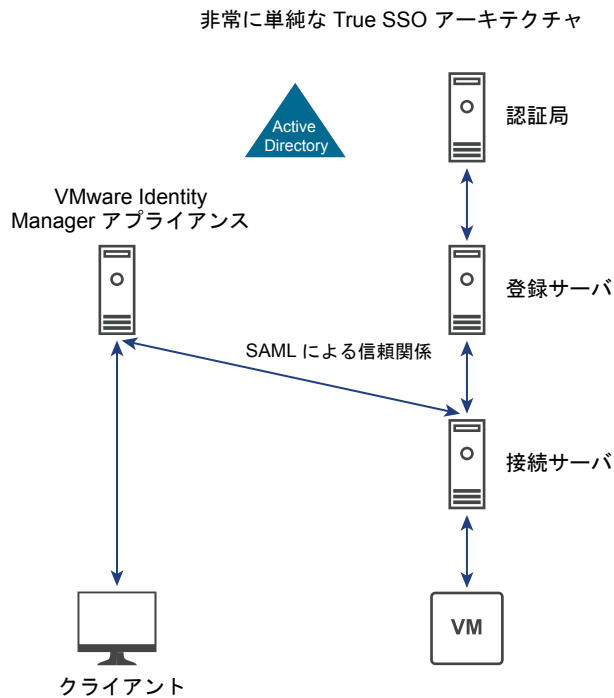 非常に単純な True SSO アーキテクチャ
Active
Directory
認証局
VMware Identity
Manager アプライアンス
登録サーバ
SAML による信頼関係
接続サーバ
VM
クライアント